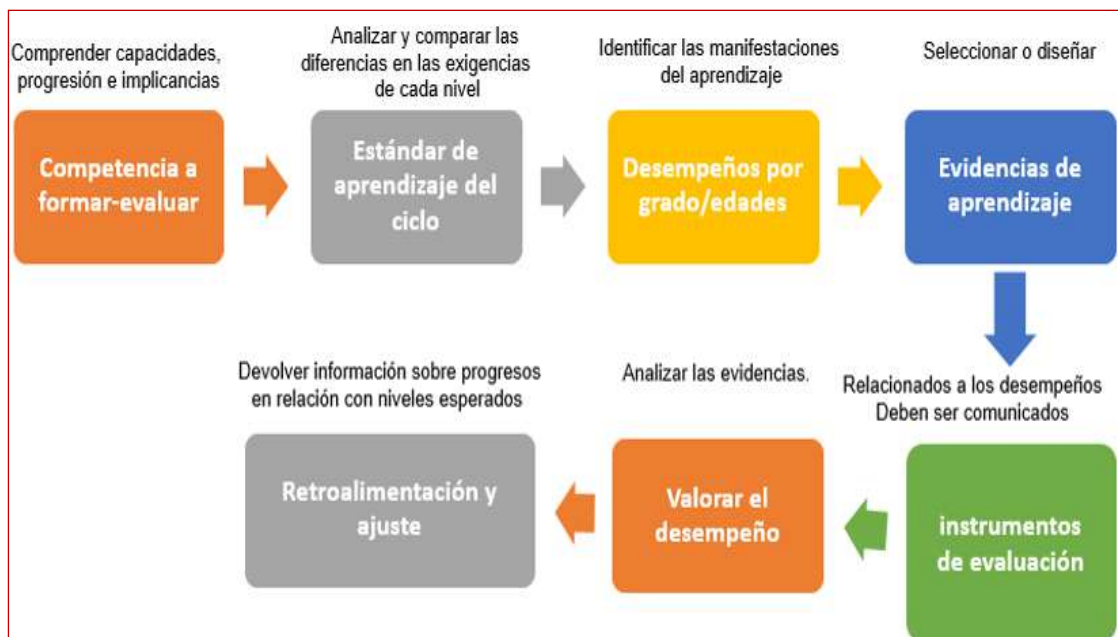 Comprender capacidades,
progresión e implicancias
Competencia a
formar-evaluar
Analizar y comparar las
diferencias en las exigencias
de cada nivel
Estándar de
aprendizaje del
ciclo
Identificar las manifestaciones
del aprendizaje
Desempeños por
grado/edades
Seleccionar o diseñar
Evidencias de
aprendizaje
Relacionados a los desempeños
Deben ser comunicados
instrumentos
de evaluación
Analizar las evidencias.
Valorar el
desempeño
Devolver información sobre progresos
en relación con niveles esperados
Retroalimentación y
ajuste